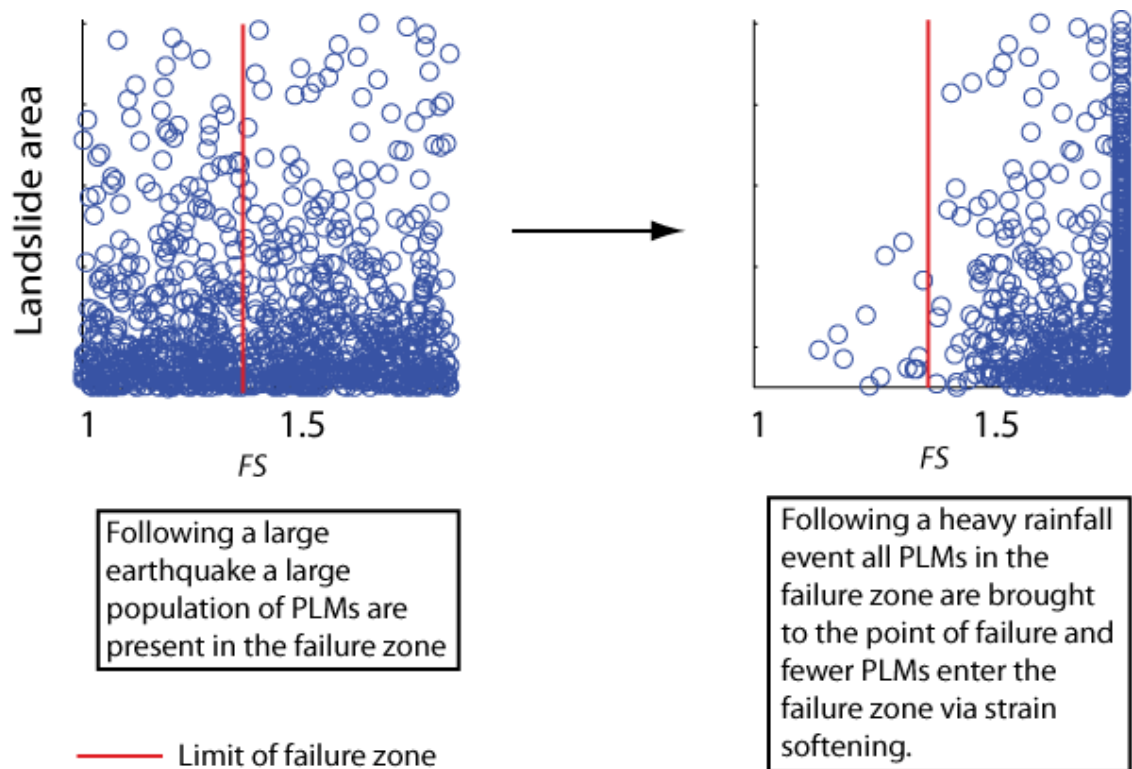 Landslide area
1
1.5
FS
1
1.5
FS
Following a large
earthquake a large
population of PLMs are
present in the failure zone
Following a heavy rainfall
event all PLMs in the
failure zone are brought
to the point of failure and
fewer PLMs enter the
failure zone via strain
softening.
Limit of failure zone